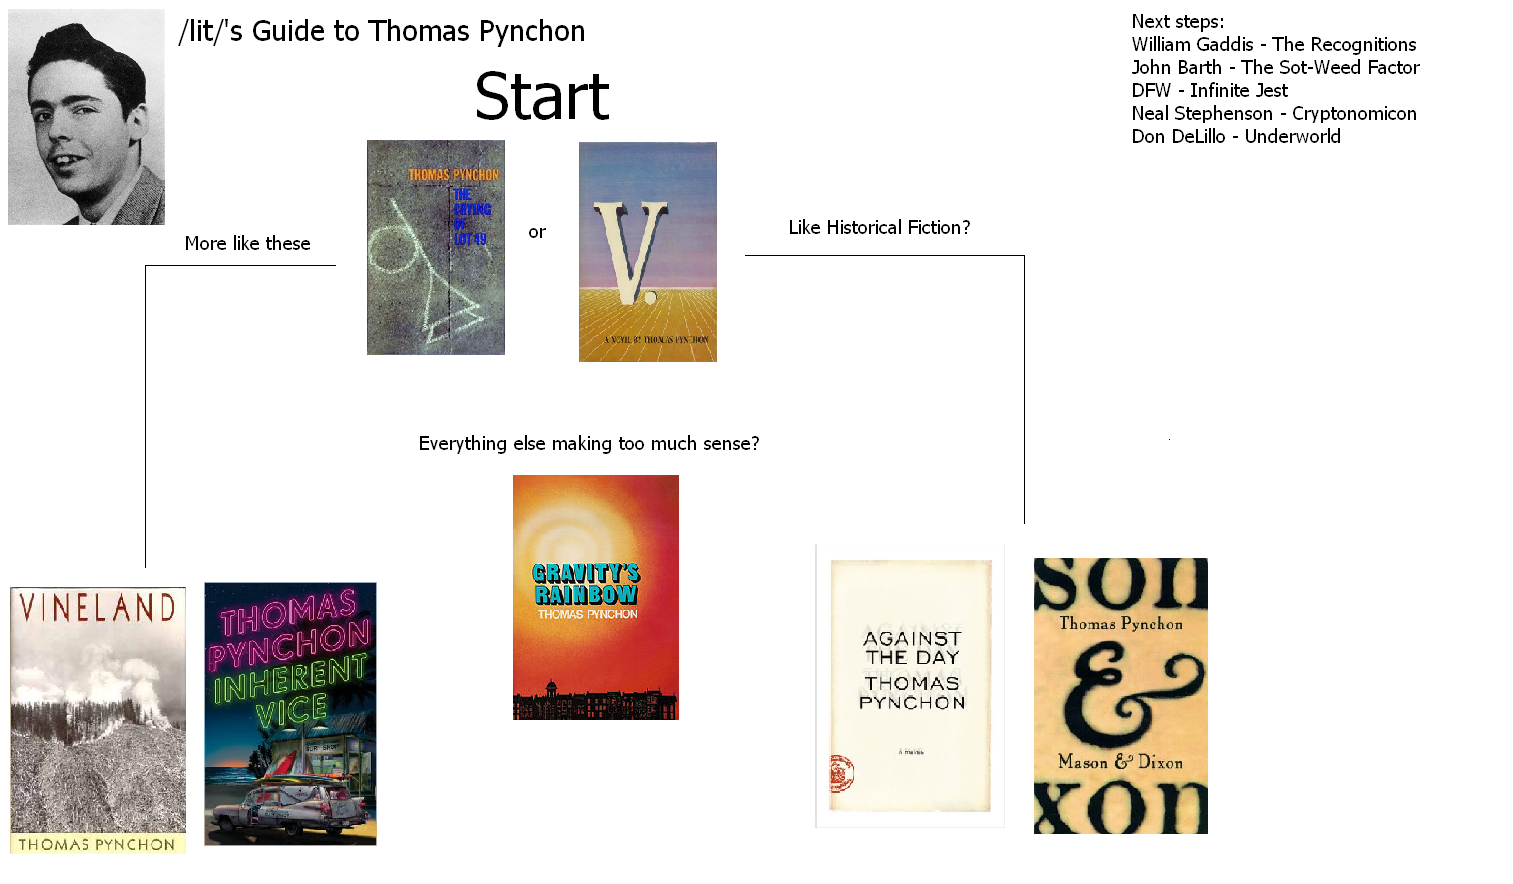 /lit/'s Guide to Thomas Pynchon
Start
Next steps:
William Gaddis - The Recognitions
John Barth - The Sot-Weed Factor
DFW - Infinite Jest
Neal Stephenson - Cryptonomicon
Don DeLillo - Underworld
More like these
THOMAS PYNCHON
THE
CRYING
OF
LOT 49
or
V.
A NOVEL BY THOMAS PYNCHON
Like Historical Fiction?
Everything else making too much sense?
GRAVITY'S
RAINBOW
THOMAS PYNCHON
VINELAND
THOMAS PYNCHON
THOMAS
PYNCHON
INHERENT
VICE
SURF SHOP
AGAINST
THE DAY
THOMAS
PYNCHON
a novel
son
Thomas Pynchon
&
Mason & Dixon
xon